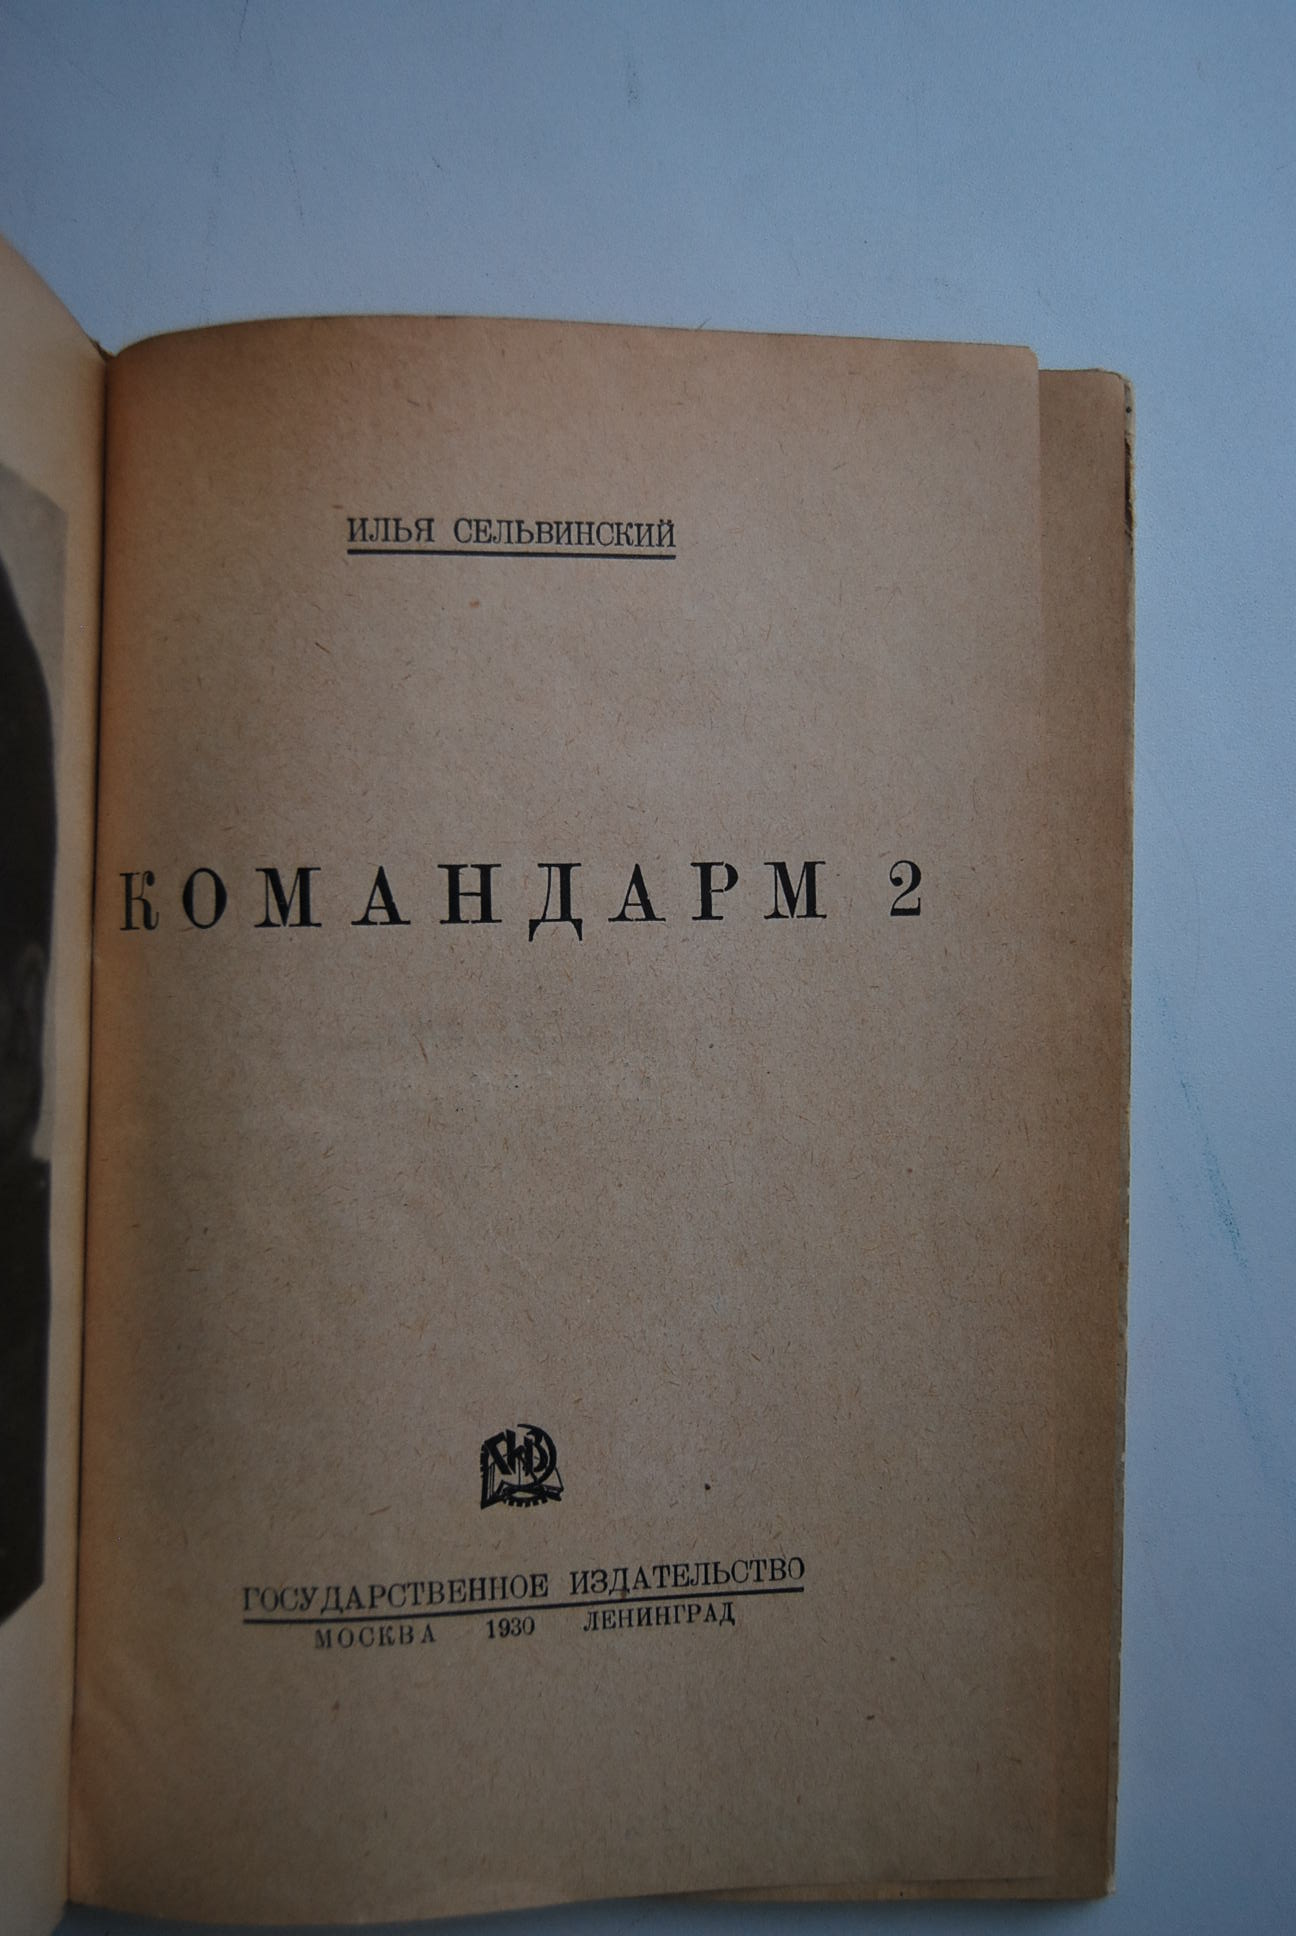 ИЛЬЯ СЕЛЬВИНСКИЙ
КОМАНДАРМ 2
ГОСУДАРСТВЕННОЕ ИЗДАТЕЛЬСТВО
МОСКВА 1930 ЛЕНИНГРАД